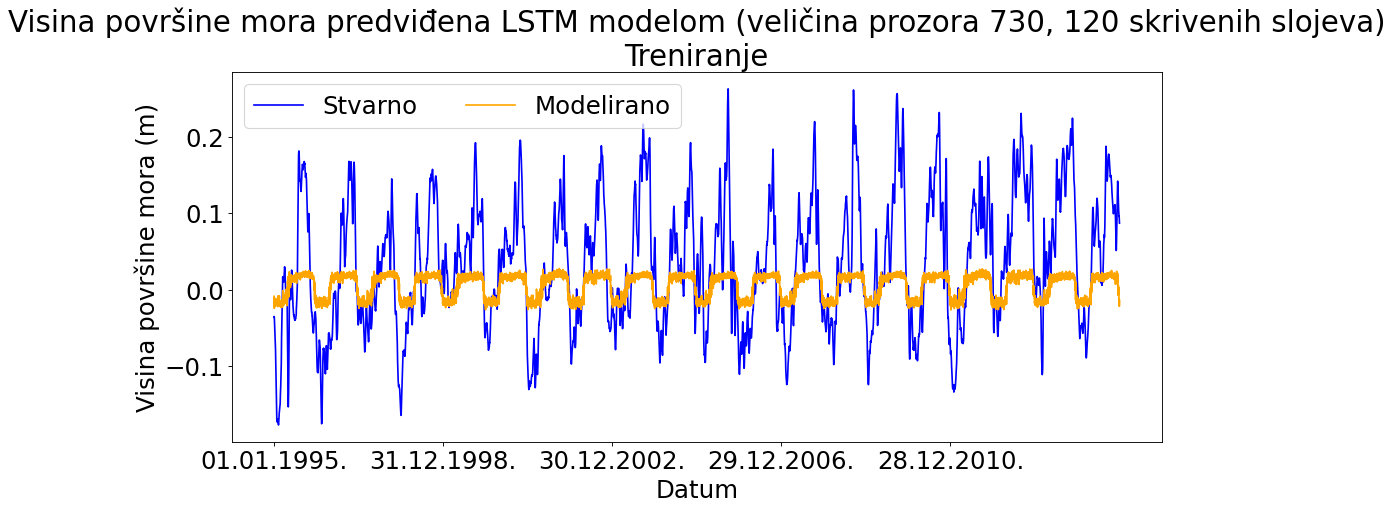 Visina površine mora predviđena LSTM modelom (veličina prozora 730, 120 skrivenih slojeva)
Treniranje
Stvarno Modelirano
Visina površine mora (m)
0.2
0.1
0.0
−0.1
01.01.1995. 31.12.1998. 30.12.2002. 29.12.2006. 28.12.2010.
Datum